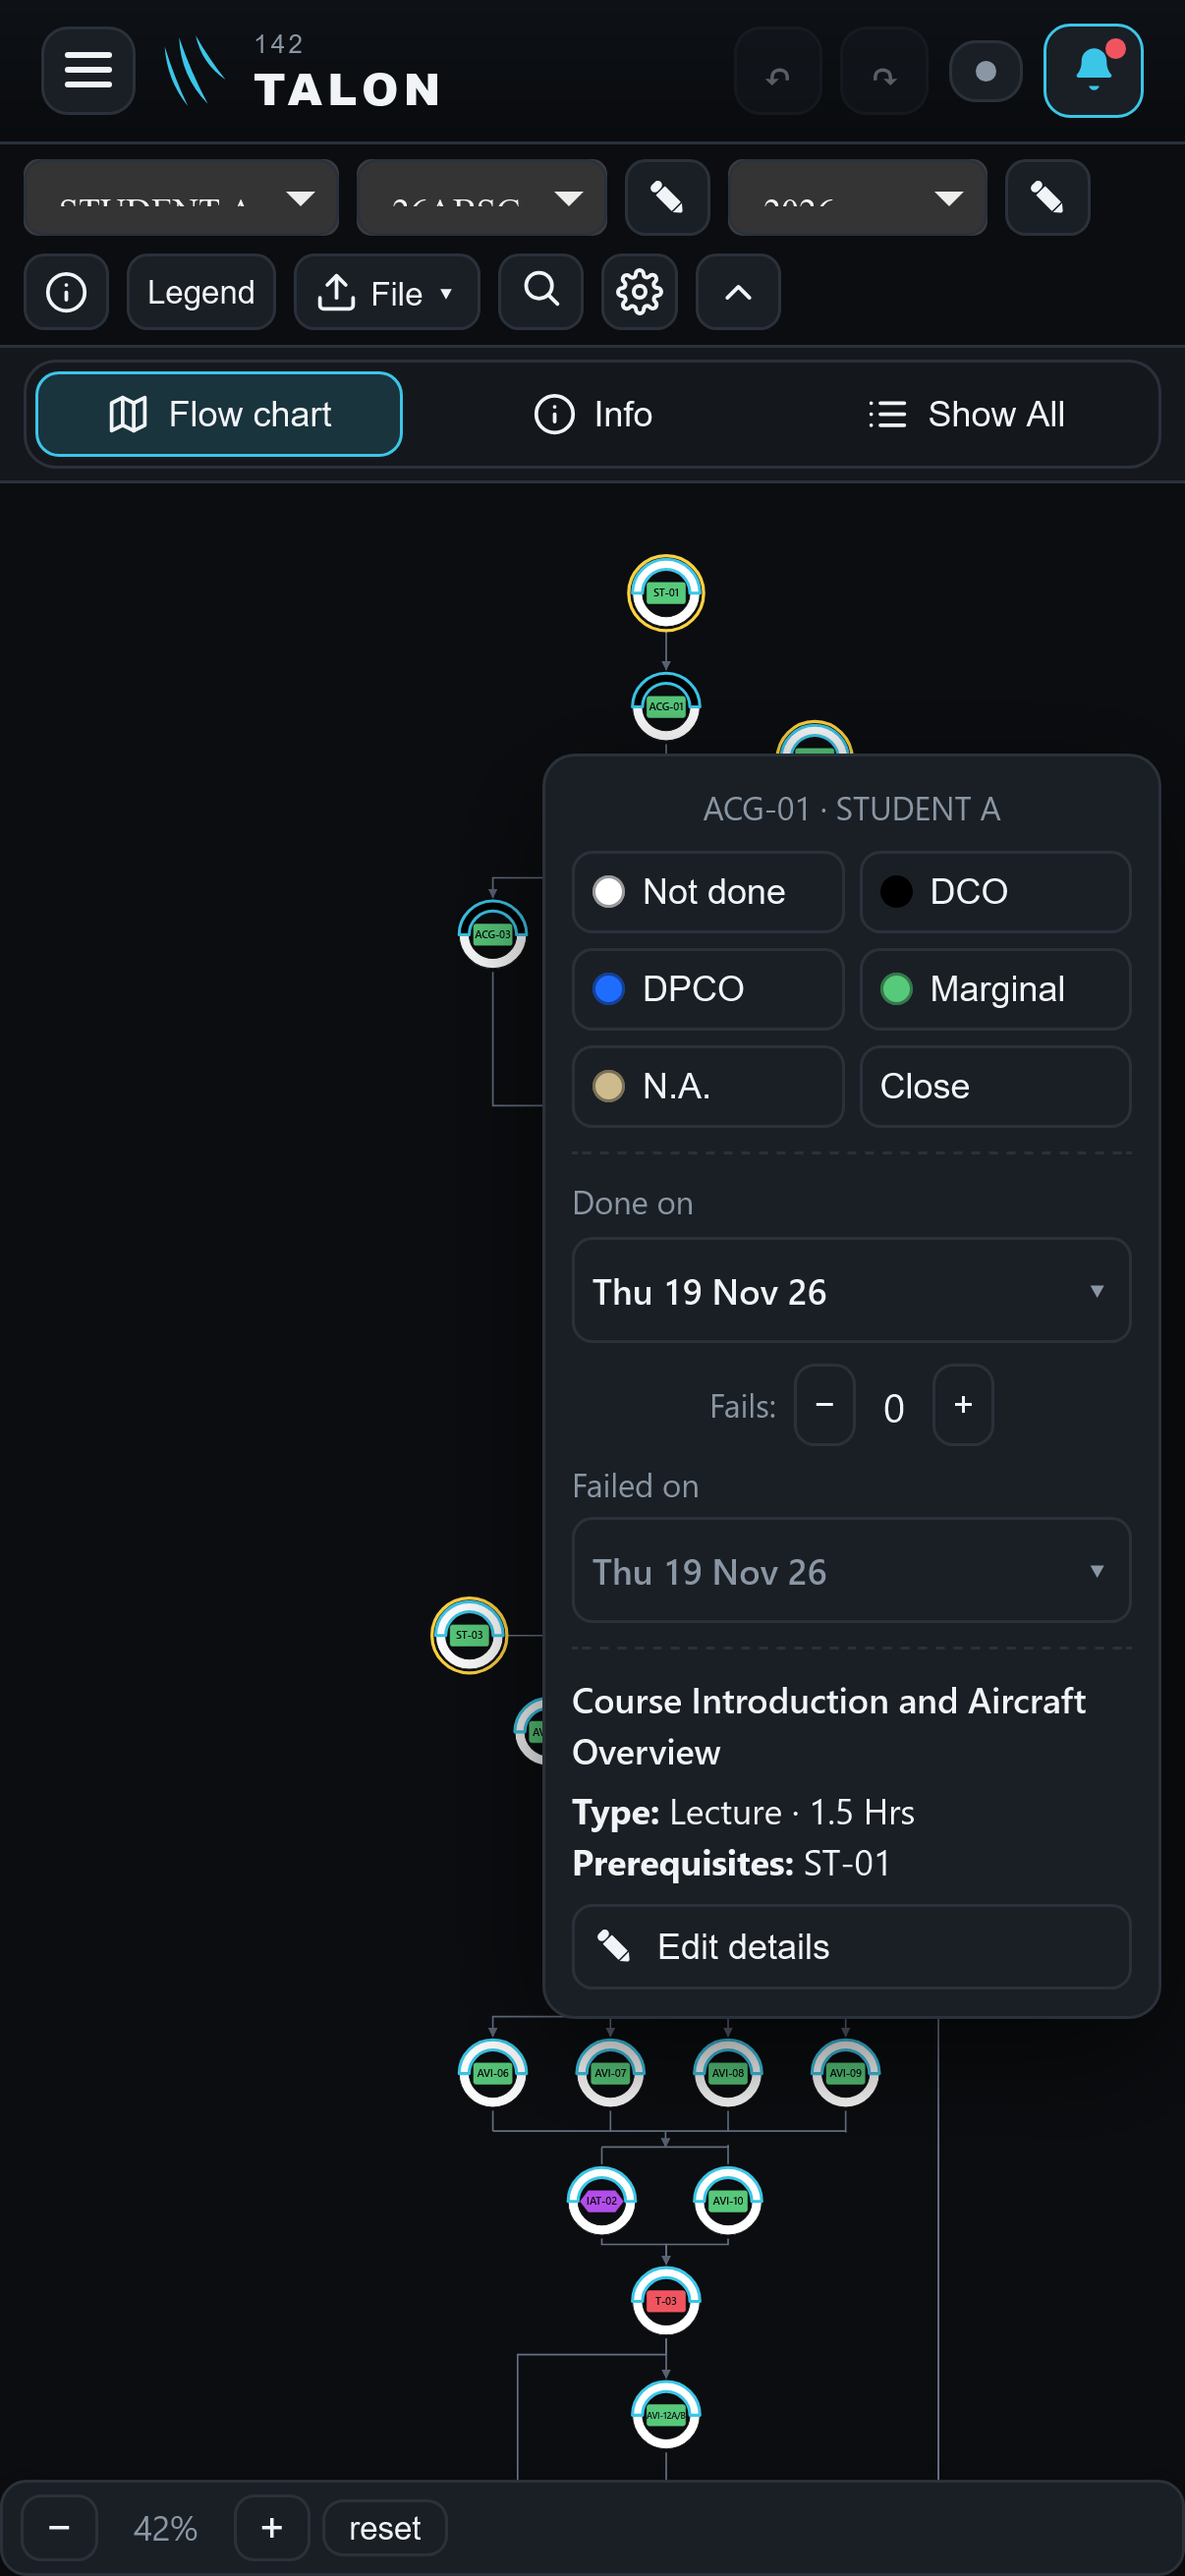 142
TALON
STUDENT A
2026
Legend
File
Flow chart
Info
Show All
ST-01
ACG-01
ACG-01 · STUDENT A
Not done
DCO
ACG-03
DPCO
Marginal
N.A.
Close
Done on
Thu 19 Nov 26
Fails:
0
Failed on
Thu 19 Nov 26
ST-03
AV
Course Introduction and Aircraft
Overview
Type: Lecture · 1.5 Hrs
Prerequisites: ST-01
Edit details
AVI-06
AVI-07
AVI-08
AVI-09
IAT-02
AVI-10
T-03
AVI-12A/B
− 42% + reset